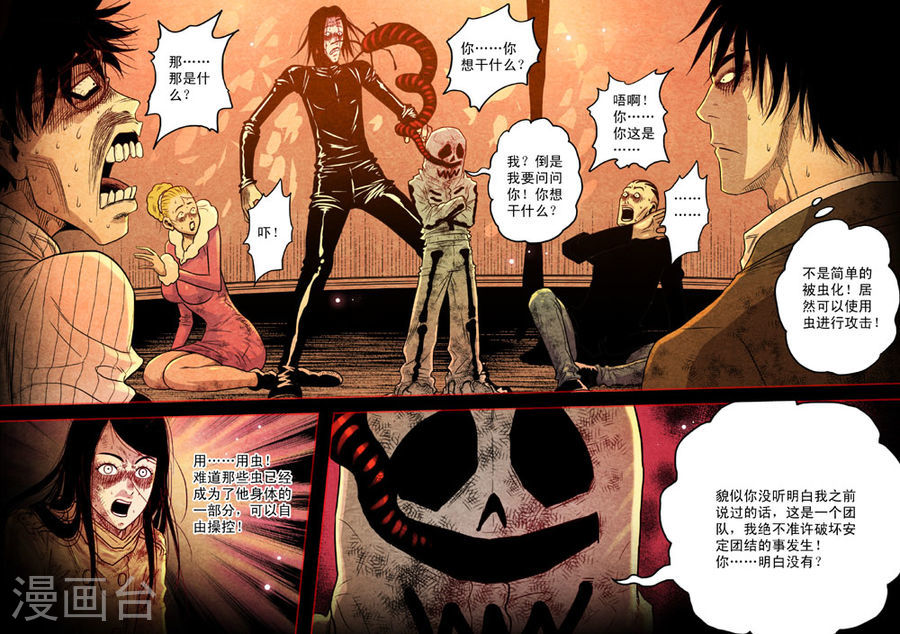 那……
那是什
么？
你……你
想干什么？
吓！
我？倒是
我要问问
你！你想
干什么？
唔啊！
你……
你这是
……
………
………
不是简单的
被虫化！居
然可以使用
虫进行攻击！
用……用虫！
难道那些虫已经
成为了他身体的
一部分，可以自
由操控！
貌似你没听明白我之前
说过的话，这是一个团
队，我绝不准许破坏安
定团结的事发生！
你……明白没有？
漫画台